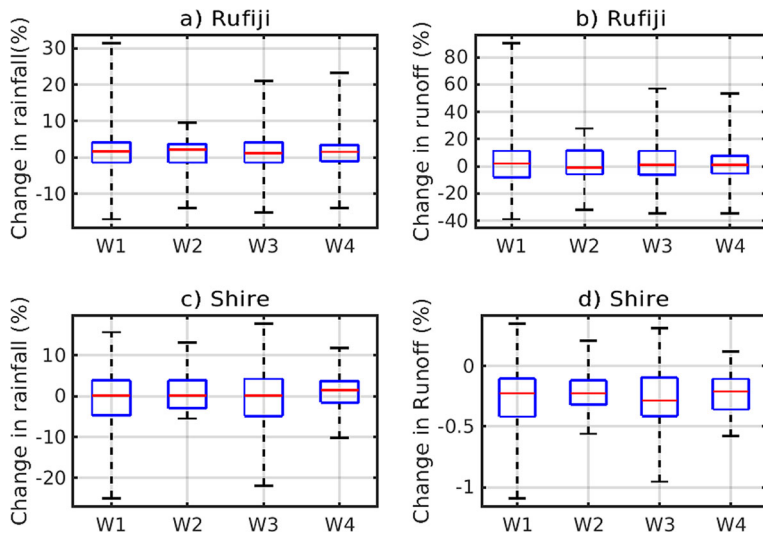 a) Rufiji
Change in rainfall(%)
30
20
10
0
-10
W1 W2 W3 W4
b) Rufiji
Change in runoff (%)
80
60
40
20
0
-20
-40
W1 W2 W3 W4
c) Shire
Change in rainfall (%)
10
0
-10
-20
W1 W2 W3 W4
d) Shire
Change in Runoff (%)
0
-0.5
-1
W1 W2 W3 W4